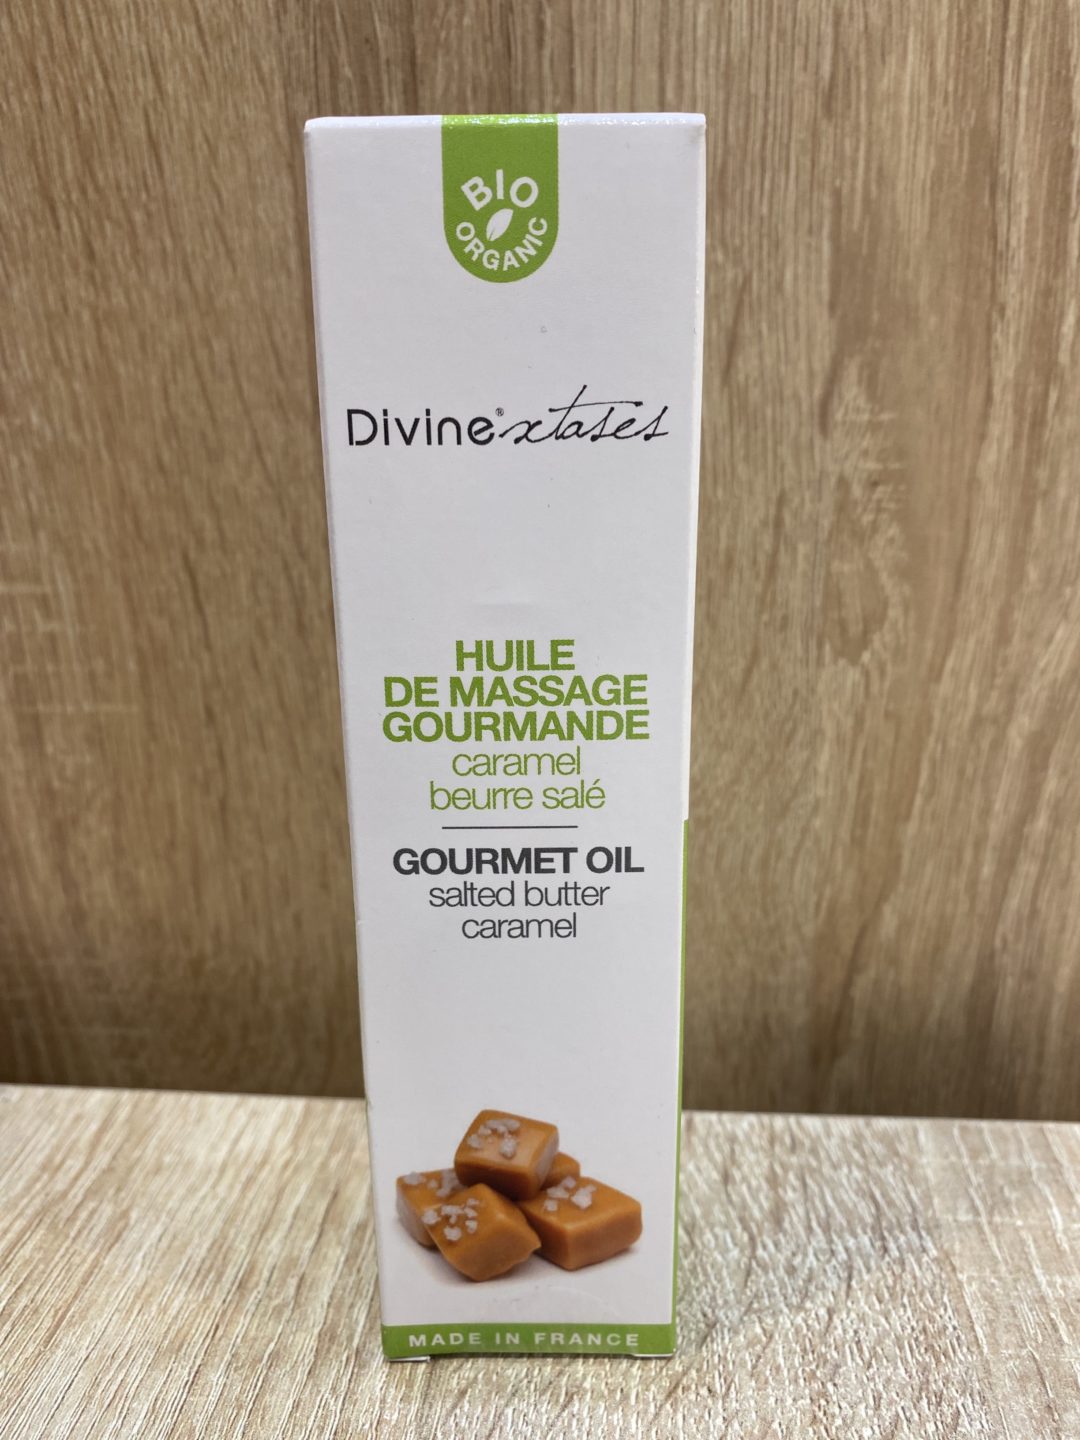 BIO
ORGANIC
Divine® xtases
HUILE
DE MASSAGE
GOURMANDE
caramel
beurre salé
GOURMET OIL
salted butter
caramel
MADE IN FRANCE